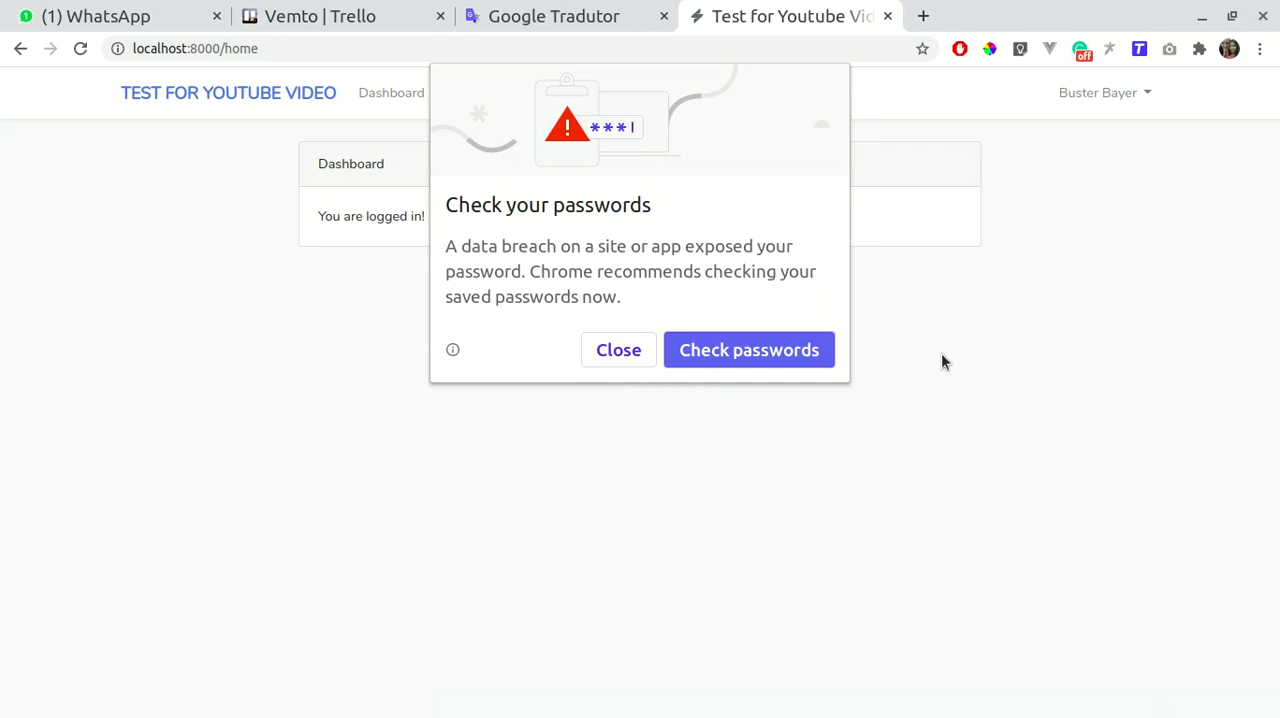 (1) WhatsApp
Vemto | Trello
Google Tradutor
Test for Youtube Vid
localhost:8000/home
off
T
TEST FOR YOUTUBE VIDEO
Dashboard
Buster Bayer
Dashboard
You are logged in!
***|
Check your passwords
A data breach on a site or app exposed your
password. Chrome recommends checking your
saved passwords now.
Close
Check passwords